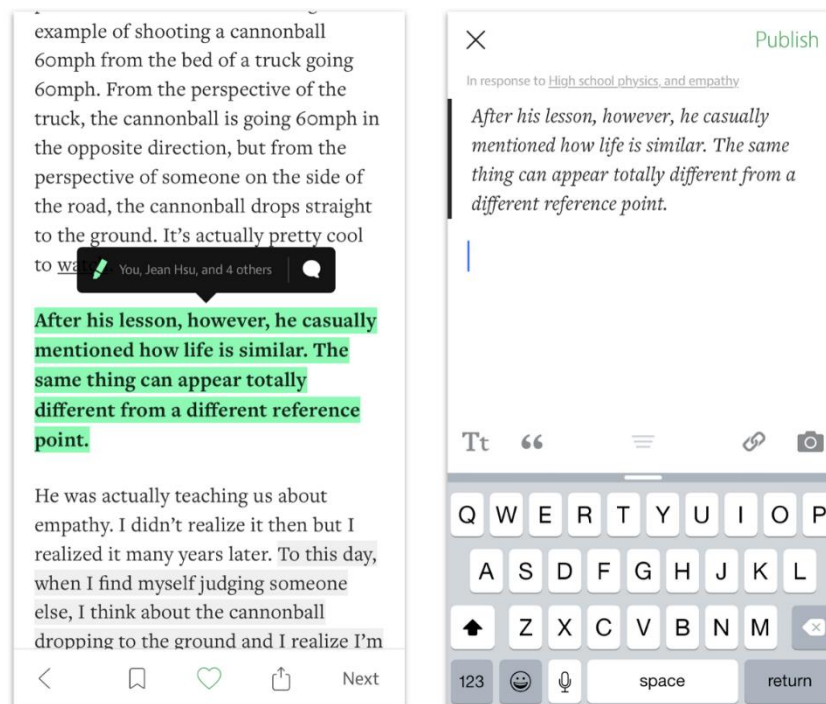 example of shooting a cannonball
60mph from the bed of a truck going
60mph. From the perspective of the
truck, the cannonball is going 60mph in
the opposite direction, but from the
perspective of someone on the side of
the road, the cannonball drops straight
to the ground. It’s actually pretty cool
to
You, Jean Hsu, and 4 others
After his lesson, however, he casually
mentioned how life is similar. The
same thing can appear totally
different from a different reference
point.
He was actually teaching us about
empathy. I didn’t realize it then but I
realized it many years later. To this day,
when I find myself judging someone
else, I think about the cannonball
dropping to the ground and I realize I’m
Next
Publish
In response to High school physics, and empathy
After his lesson, however, he casually
mentioned how life is similar. The same
thing can appear totally different from a
different reference point.
Tt
Q W E R T Y U I O P
A S D F G H J K L
Z X C V B N M
123 space return